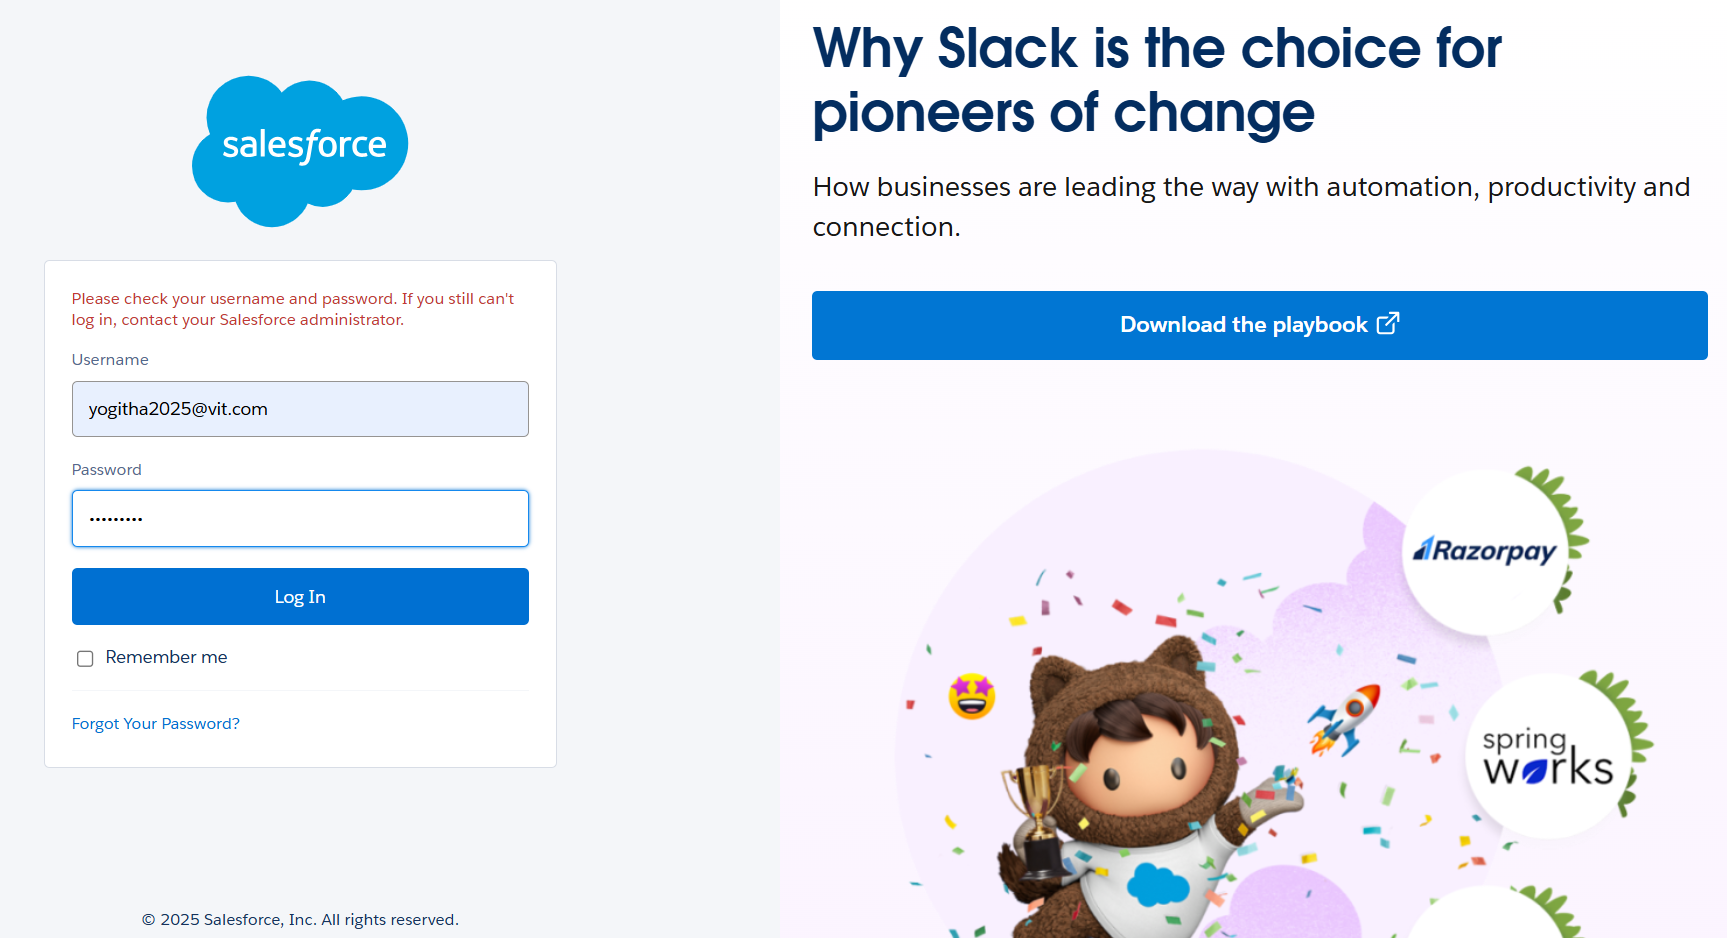 salesforce
Please check your username and password. If you still can't
log in, contact your Salesforce administrator.
Username
yogitha2025@vit.com
Password
•••••••••
Log In
Remember me
Forgot Your Password?
© 2025 Salesforce, Inc. All rights reserved.
Why Slack is the choice for
pioneers of change
How businesses are leading the way with automation, productivity and
connection.
Download the playbook
Razorpay
spring
works